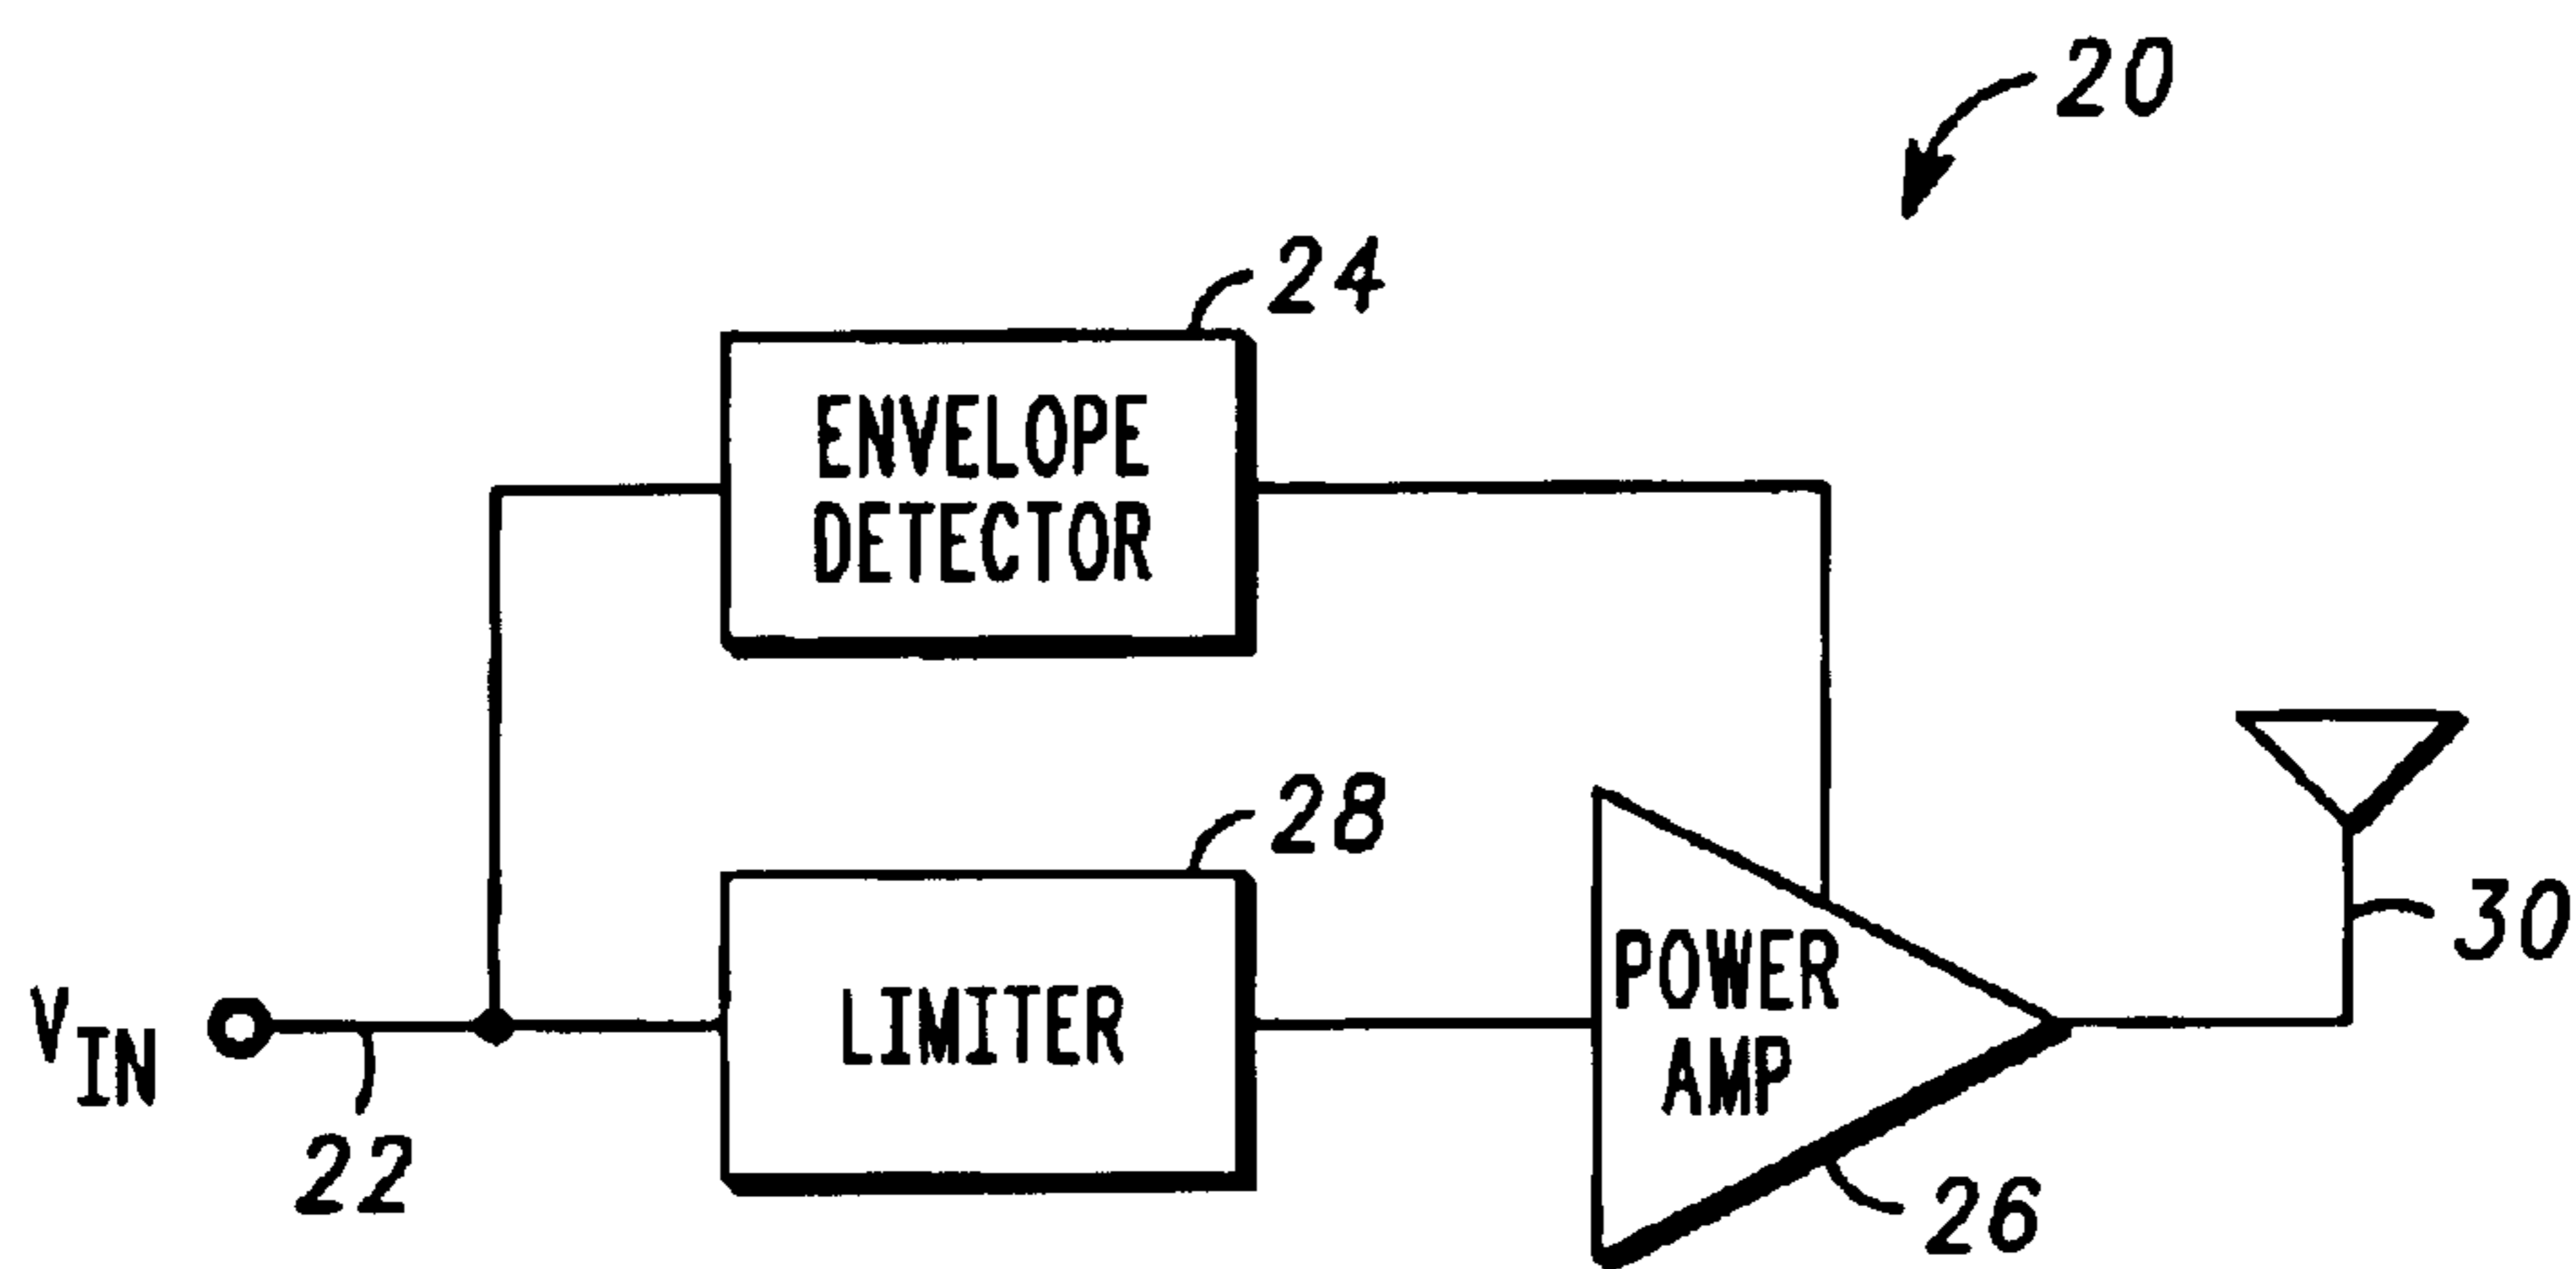 20
24
ENVELOPE
DETECTOR
28
LIMITER
POWER
AMP
30
VIN
22
26